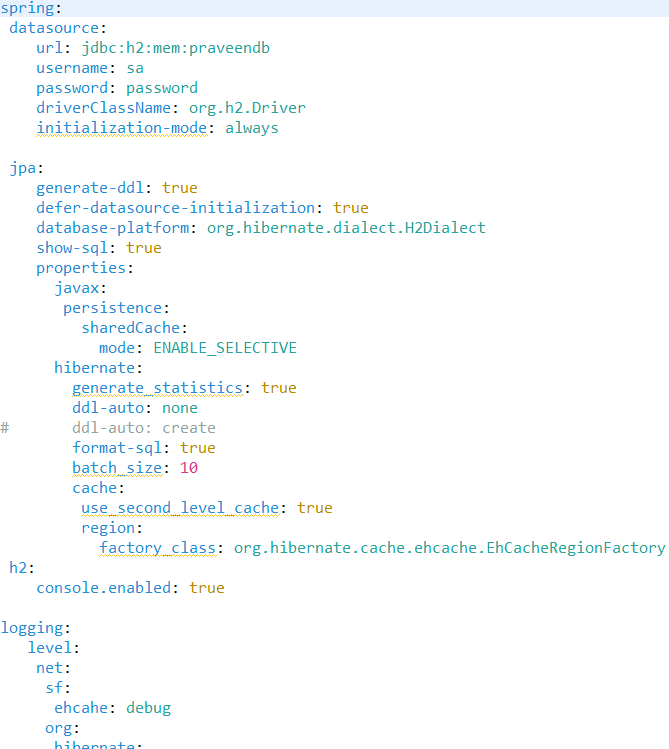 spring:
 datasource:
    url: jdbc:h2:mem:praveendb
    username: sa
    password: password
    driverClassName: org.h2.Driver
    initialization-mode: always
 jpa:
    generate-ddl: true
    defer-datasource-initialization: true
    database-platform: org.hibernate.dialect.H2Dialect
    show-sql: true
    properties:
      javax:
       persistence:
         sharedCache:
           mode: ENABLE_SELECTIVE
      hibernate:
        generate_statistics: true
        ddl-auto: none
#       ddl-auto: create
        format-sql: true
        batch_size: 10
        cache:
         use_second_level_cache: true
         region:
           factory_class: org.hibernate.cache.ehcache.EhCacheRegionFactory
 h2:
    console.enabled: true
logging:
   level:
    net:
     sf:
      ehcahe: debug
     org:
      hibernate: